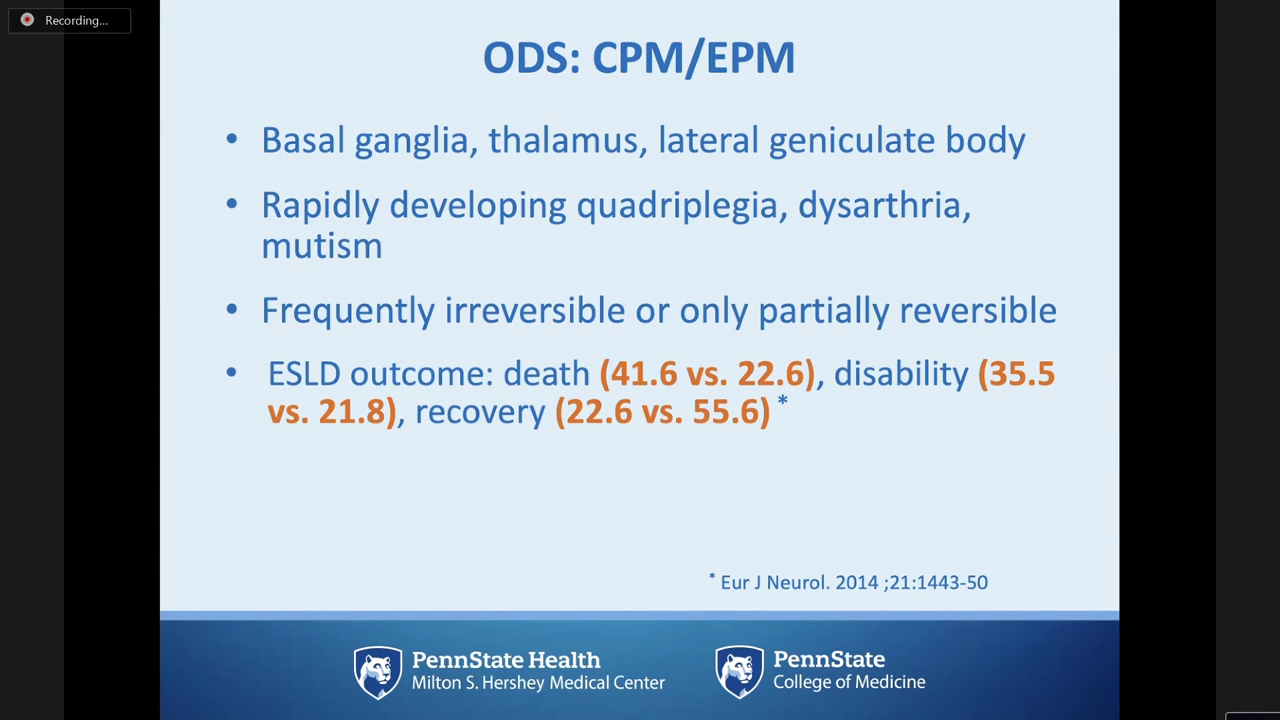 Recording...
ODS: CPM/EPM
• Basal ganglia, thalamus, lateral geniculate body
• Rapidly developing quadriplegia, dysarthria,
mutism
• Frequently irreversible or only partially reversible
• ESLD outcome: death (41.6 vs. 22.6), disability (35.5
vs. 21.8), recovery (22.6 vs. 55.6) *
* Eur J Neurol. 2014 ;21:1443-50
PennState Health
Milton S. Hershey Medical Center
PennState
College of Medicine